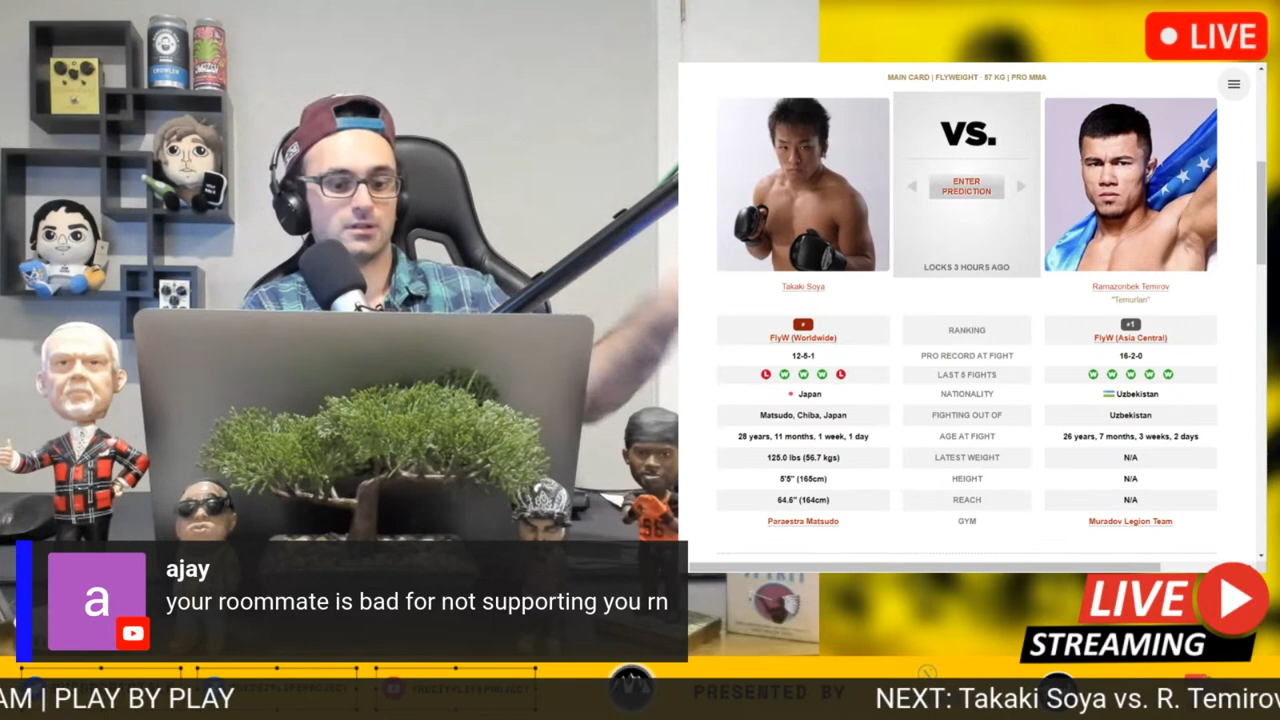 LIVE
MAIN CARD | FLYWEIGHT · 57 KG | PRO MMA
VS.
ENTER
PREDICTION
LOCKS 3 HOURS AGO
Takaki Soya
Ramazonbek Temirov
"Temurlan"
# RANKING #1
FlyW (Worldwide) FlyW (Asia Central)
12-5-1 PRO RECORD AT FIGHT 16-2-0
L W W W L LAST 5 FIGHTS W W W W W
Japan NATIONALITY Uzbekistan
Matsudo, Chiba, Japan FIGHTING OUT OF Uzbekistan
28 years, 11 months, 1 week, 1 day AGE AT FIGHT 26 years, 7 months, 3 weeks, 2 days
125.0 lbs (56.7 kgs) LATEST WEIGHT N/A
5'5" (165cm) HEIGHT N/A
64.6" (164cm) REACH N/A
Paraestra Matsudo GYM Muradov Legion Team
a
ajay
your roommate is bad for not supporting you rn
LIVE
STREAMING
PRESENTED BY
AM | PLAY BY PLAY
NEXT: Takaki Soya vs. R. Temirov